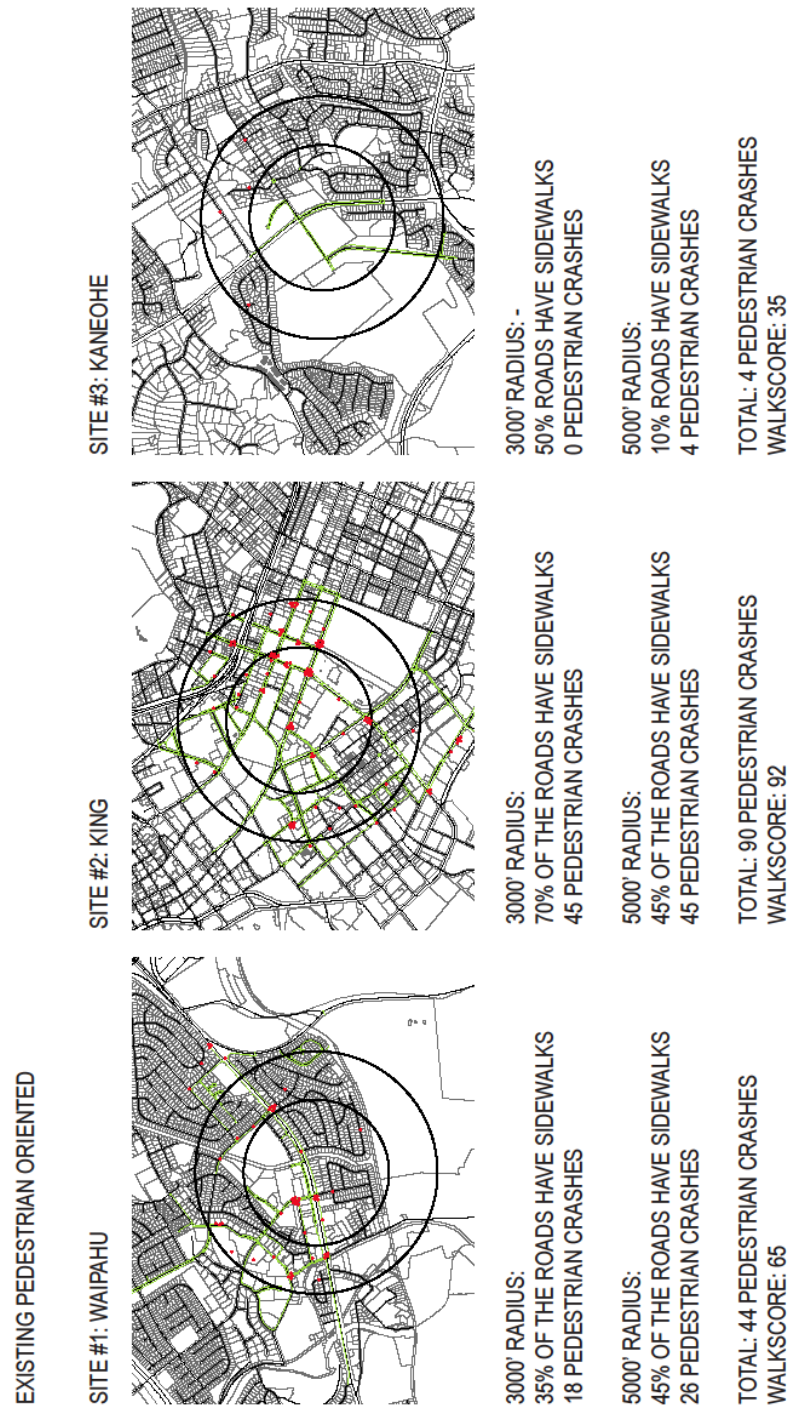 EXISTING PEDESTRIAN ORIENTED
SITE #1: WAIPAHU
3000' RADIUS:
35% OF THE ROADS HAVE SIDEWALKS
18 PEDESTRIAN CRASHES
5000' RADIUS:
45% OF THE ROADS HAVE SIDEWALKS
26 PEDESTRIAN CRASHES
TOTAL: 44 PEDESTRIAN CRASHES
WALKSCORE: 65
SITE #2: KING
3000' RADIUS:
70% OF THE ROADS HAVE SIDEWALKS
45 PEDESTRIAN CRASHES
5000' RADIUS:
45% OF THE ROADS HAVE SIDEWALKS
45 PEDESTRIAN CRASHES
TOTAL: 90 PEDESTRIAN CRASHES
WALKSCORE: 92
SITE #3: KANEOHE
3000' RADIUS: -
50% ROADS HAVE SIDEWALKS
0 PEDESTRIAN CRASHES
5000' RADIUS:
10% ROADS HAVE SIDEWALKS
4 PEDESTRIAN CRASHES
TOTAL: 4 PEDESTRIAN CRASHES
WALKSCORE: 35